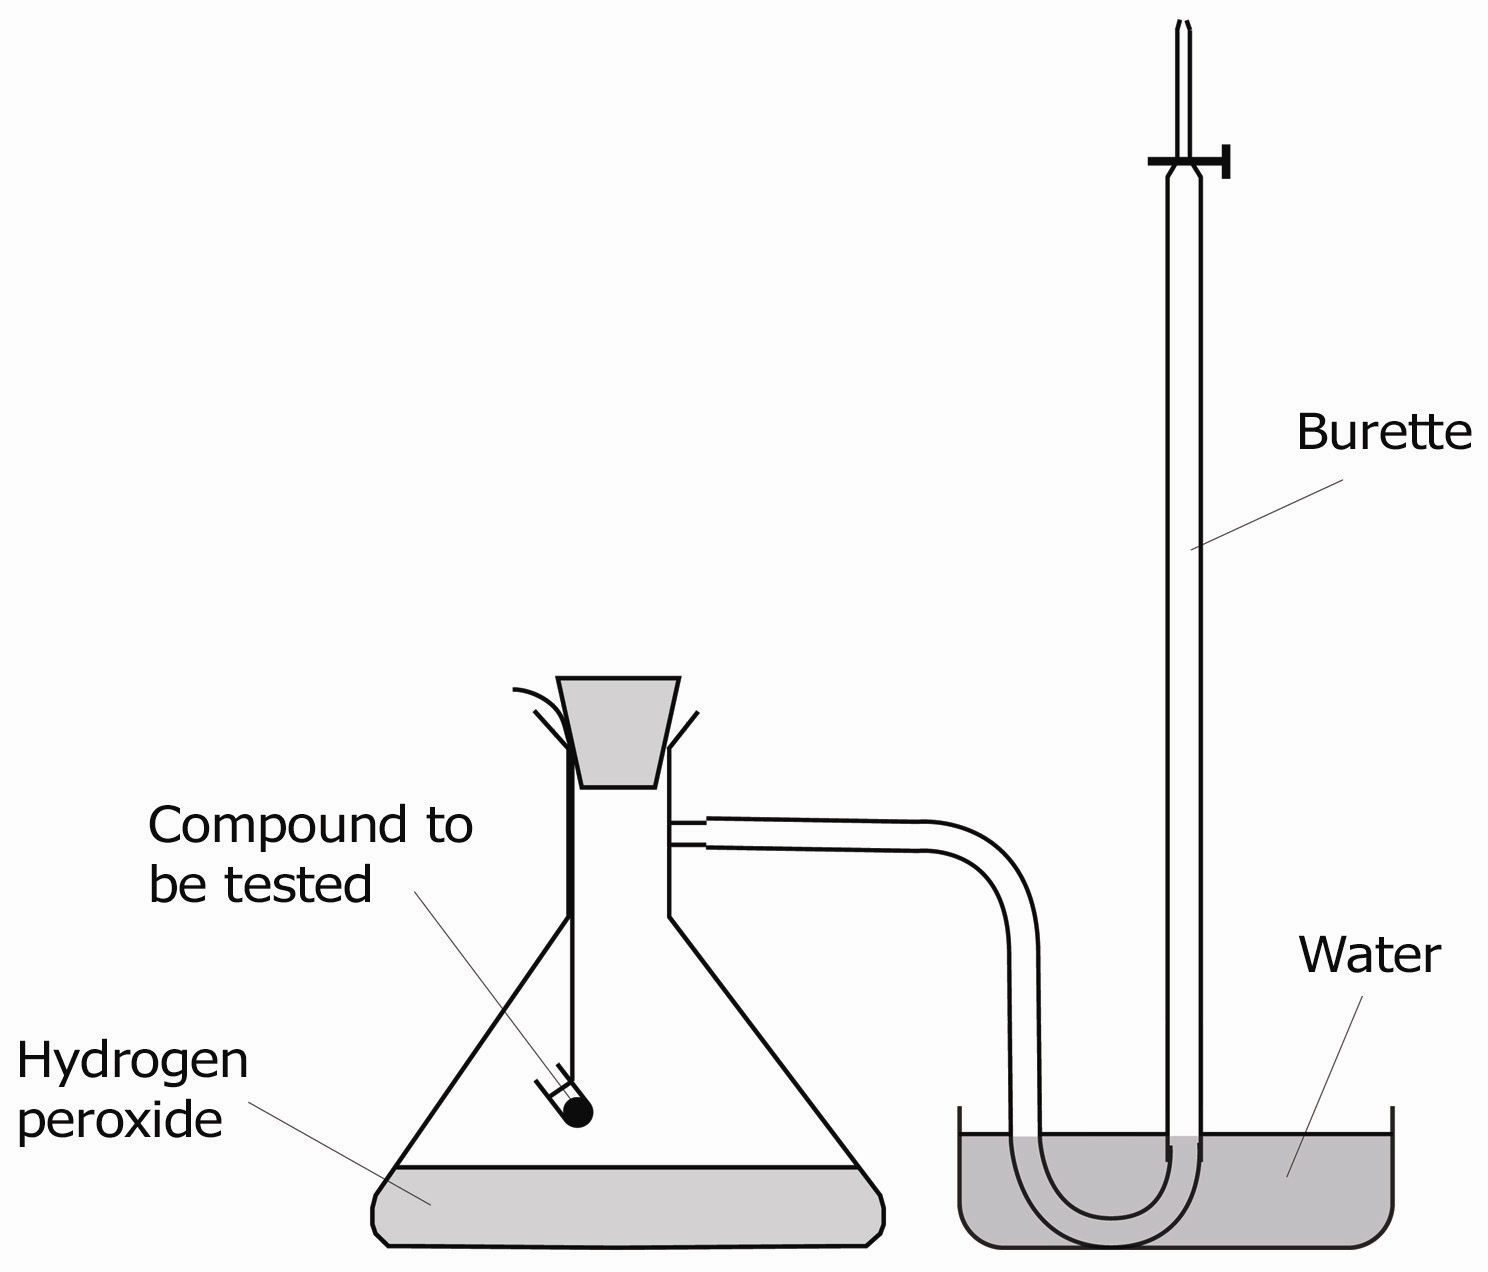 Burette
Compound to
be tested
Water
Hydrogen
peroxide